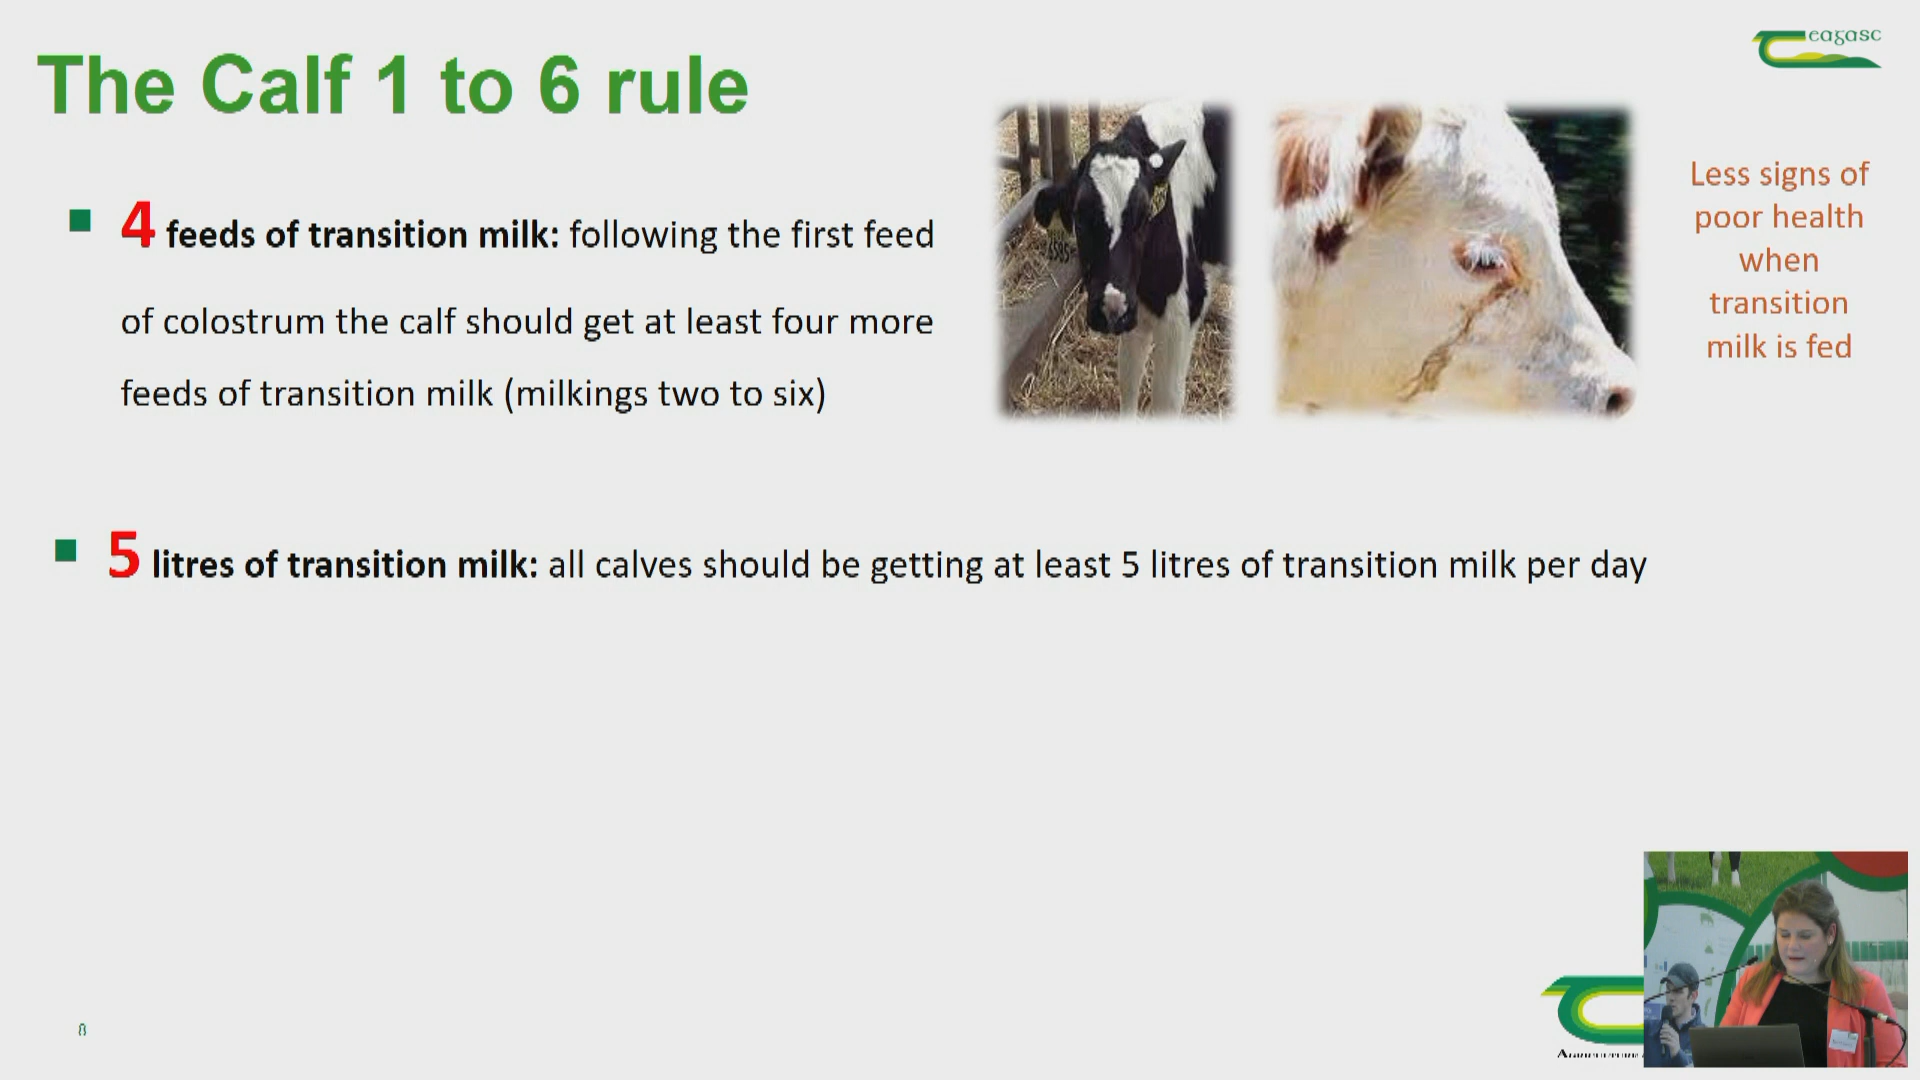 The Calf 1 to 6 rule
eagasc
4 feeds of transition milk: following the first feed
of colostrum the calf should get at least four more
feeds of transition milk (milkings two to six)
Less signs of
poor health
when
transition
milk is fed
5 litres of transition milk: all calves should be getting at least 5 litres of transition milk per day
8